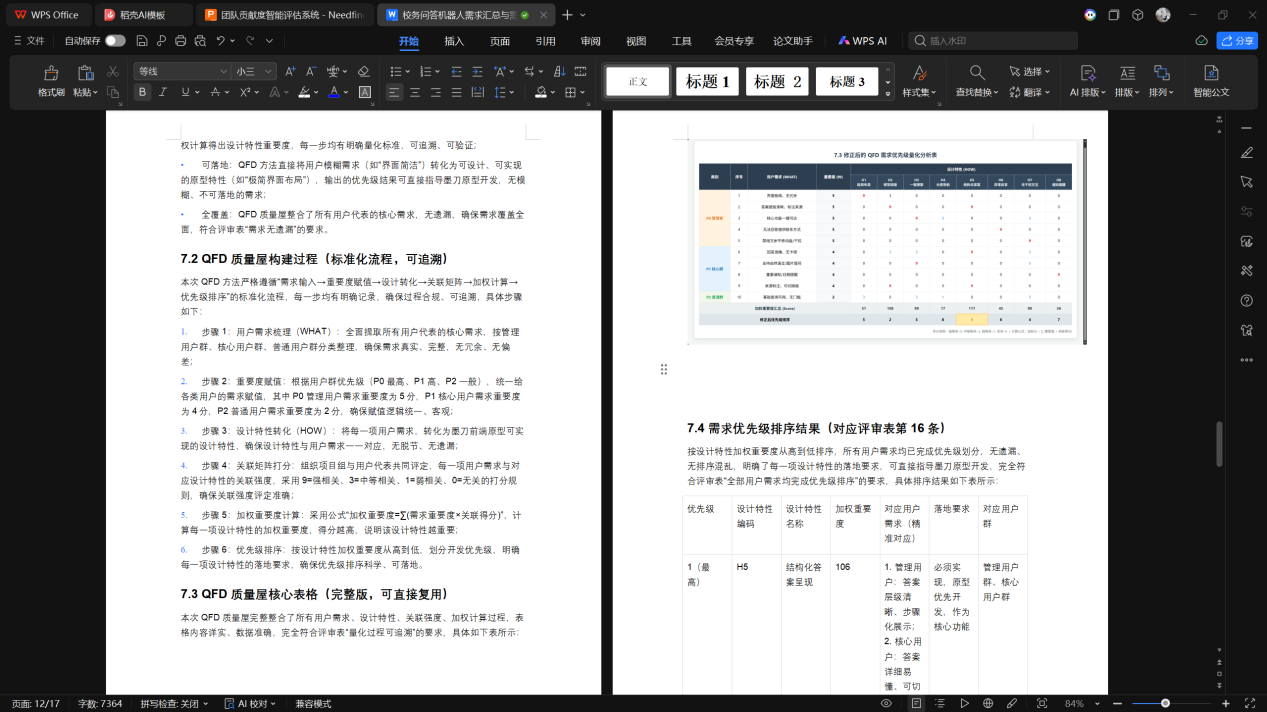 WPS Office
稻壳AI模板
团队贡献度智能评估系统 - Needfin
校务问答机器人需求汇总与
文件
自动保存
开始
插入
页面
引用
审阅
视图
工具
会员专享
论文助手
WPS AI
插入水印
分享
格式刷
粘贴
等线
小三
正文
标题 1
标题 2
标题 3
样式集
查找替换
选择
翻译
AI 排版
排版
排列
智能公文
权计算得出设计特性重要度，每一步均有明确量化标准，可追溯、可验证；
• 可落地：QFD 方法直接将用户模糊需求（如“界面简洁”）转化为可设计、可实现
的原型特性（如“极简界面布局”），输出的优先级结果可直接指导墨刀原型开发，无模
糊、不可落地的需求；
• 全覆盖：QFD 质量屋整合了所有用户代表的核心需求，无遗漏，确保需求覆盖全
面，符合评审表“需求无遗漏”的要求。
7.2 QFD 质量屋构建过程（标准化流程，可追溯）
本次 QFD 方法严格遵循“需求输入→重要度赋值→设计转化→关联矩阵→加权计算→
优先级排序”的标准化流程，每一步均有明确记录，确保过程合规、可追溯，具体步骤
如下：
1. 步骤 1：用户需求梳理（WHAT）：全面提取所有用户代表的核心需求，按管理
用户群、核心用户群、普通用户群分类整理，确保需求真实、完整，无冗余、无偏
差；
2. 步骤 2：重要度赋值：根据用户群优先级（P0 最高、P1 高、P2 一般），统一给
各类用户的需求赋值，其中 P0 管理用户需求重要度为 5 分，P1 核心用户需求重要度
为 4 分，P2 普通用户需求重要度为 2 分，确保赋值逻辑统一、客观；
3. 步骤 3：设计特性转化（HOW）：将每一项用户需求，转化为墨刀前端原型可实
现的设计特性，确保设计特性与用户需求一一对应，无脱节、无遗漏；
4. 步骤 4：关联矩阵打分：组织项目组与用户代表共同评定，每一项用户需求与对
应设计特性的关联强度，采用 9=强相关、3=中等相关、1=弱相关、0=无关的打分规
则，确保关联强度评定准确；
5. 步骤 5：加权重要度计算：采用公式“加权重要度=∑(需求重要度×关联得分)”，计
算每一项设计特性的加权重要度，得分越高，说明该设计特性越重要；
6. 步骤 6：优先级排序：按设计特性加权重要度从高到低，划分开发优先级，明确
每一项设计特性的落地要求，确保优先级排序科学、可落地。
7.3 QFD 质量屋核心表格（完整版，可直接复用）
本次 QFD 质量屋完整整合了所有用户需求、设计特性、关联强度、加权计算过程，表
格内容详实、数据准确，完全符合评审表“量化过程可追溯”的要求，具体如下表所示：
7.3 修正后的 QFD 需求优先级量化分析表
类别
序号
用户需求 (WHAT)
重要度 (W)
设计特性 (HOW)
7.4 需求优先级排序结果（对应评审表第 16 条）
按设计特性加权重要度从高到低排序，所有用户需求均已完成优先级划分，无遗漏、
无排序混乱，明确了每一项设计特性的落地要求，可直接指导墨刀原型开发，完全符
合评审表“全部用户需求均完成优先级排序”的要求，具体排序结果如下表所示：
优先级
设计特性
编码
设计特性
名称
加权重要
度
对应用户
需求（精
准对应）
落地要求
对应用户
群
1（最
高）
H5
结构化答
案呈现
106
1. 管理用
户：答案
层级清
晰、步骤
化展示；
2. 核心用
户：答案
详细易
懂、可切
必须实
现，原型
优先开
发，作为
核心功能
管理用户
群、核心
用户群
页面: 12/17
字数: 7364
拼写检查: 关闭
AI 校对
兼容模式
84%